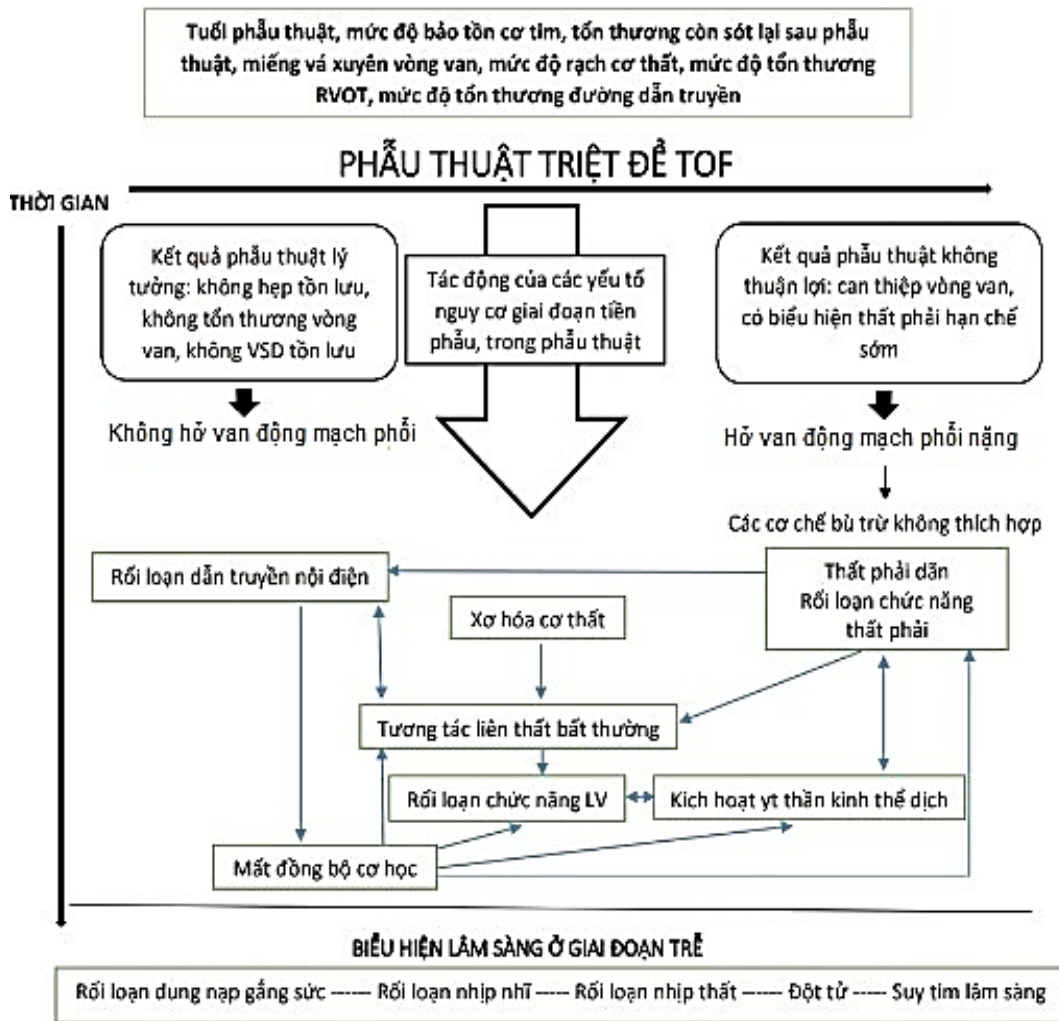 Tuổi phẫu thuật, mức độ bảo tồn cơ tim, tổn thương còn sót lại sau phẫu
thuật, miếng vá xuyên vòng van, mức độ rạch cơ thất, mức độ tổn thương
RVOT, mức độ tổn thương đường dẫn truyền
PHẪU THUẬT TRIỆT ĐỂ TOF
THỜI GIAN
Kết quả phẫu thuật lý
tưởng: không hẹp tồn lưu,
không tổn thương vòng
van, không VSD tồn lưu
Tác động của các yếu tố
nguy cơ giai đoạn tiền
phẫu, trong phẫu thuật
Kết quả phẫu thuật không
thuận lợi: can thiệp vòng van,
có biểu hiện thất phải hạn chế
sớm
Không hở van động mạch phổi
Hở van động mạch phổi nặng
Các cơ chế bù trừ không thích hợp
Rối loạn dẫn truyền nội điện
Thất phải dãn
Rối loạn chức năng
thất phải
Xơ hóa cơ thất
Tương tác liên thất bất thường
Rối loạn chức năng LV
Kích hoạt yt thần kinh thể dịch
Mất đồng bộ cơ học
BIỂU HIỆN LÂM SÀNG Ở GIAI ĐOẠN TRỄ
Rối loạn dung nạp gắng sức ------ Rối loạn nhịp nhĩ ------ Rối loạn nhịp thất ------ Đột tử ----- Suy tim lâm sàng